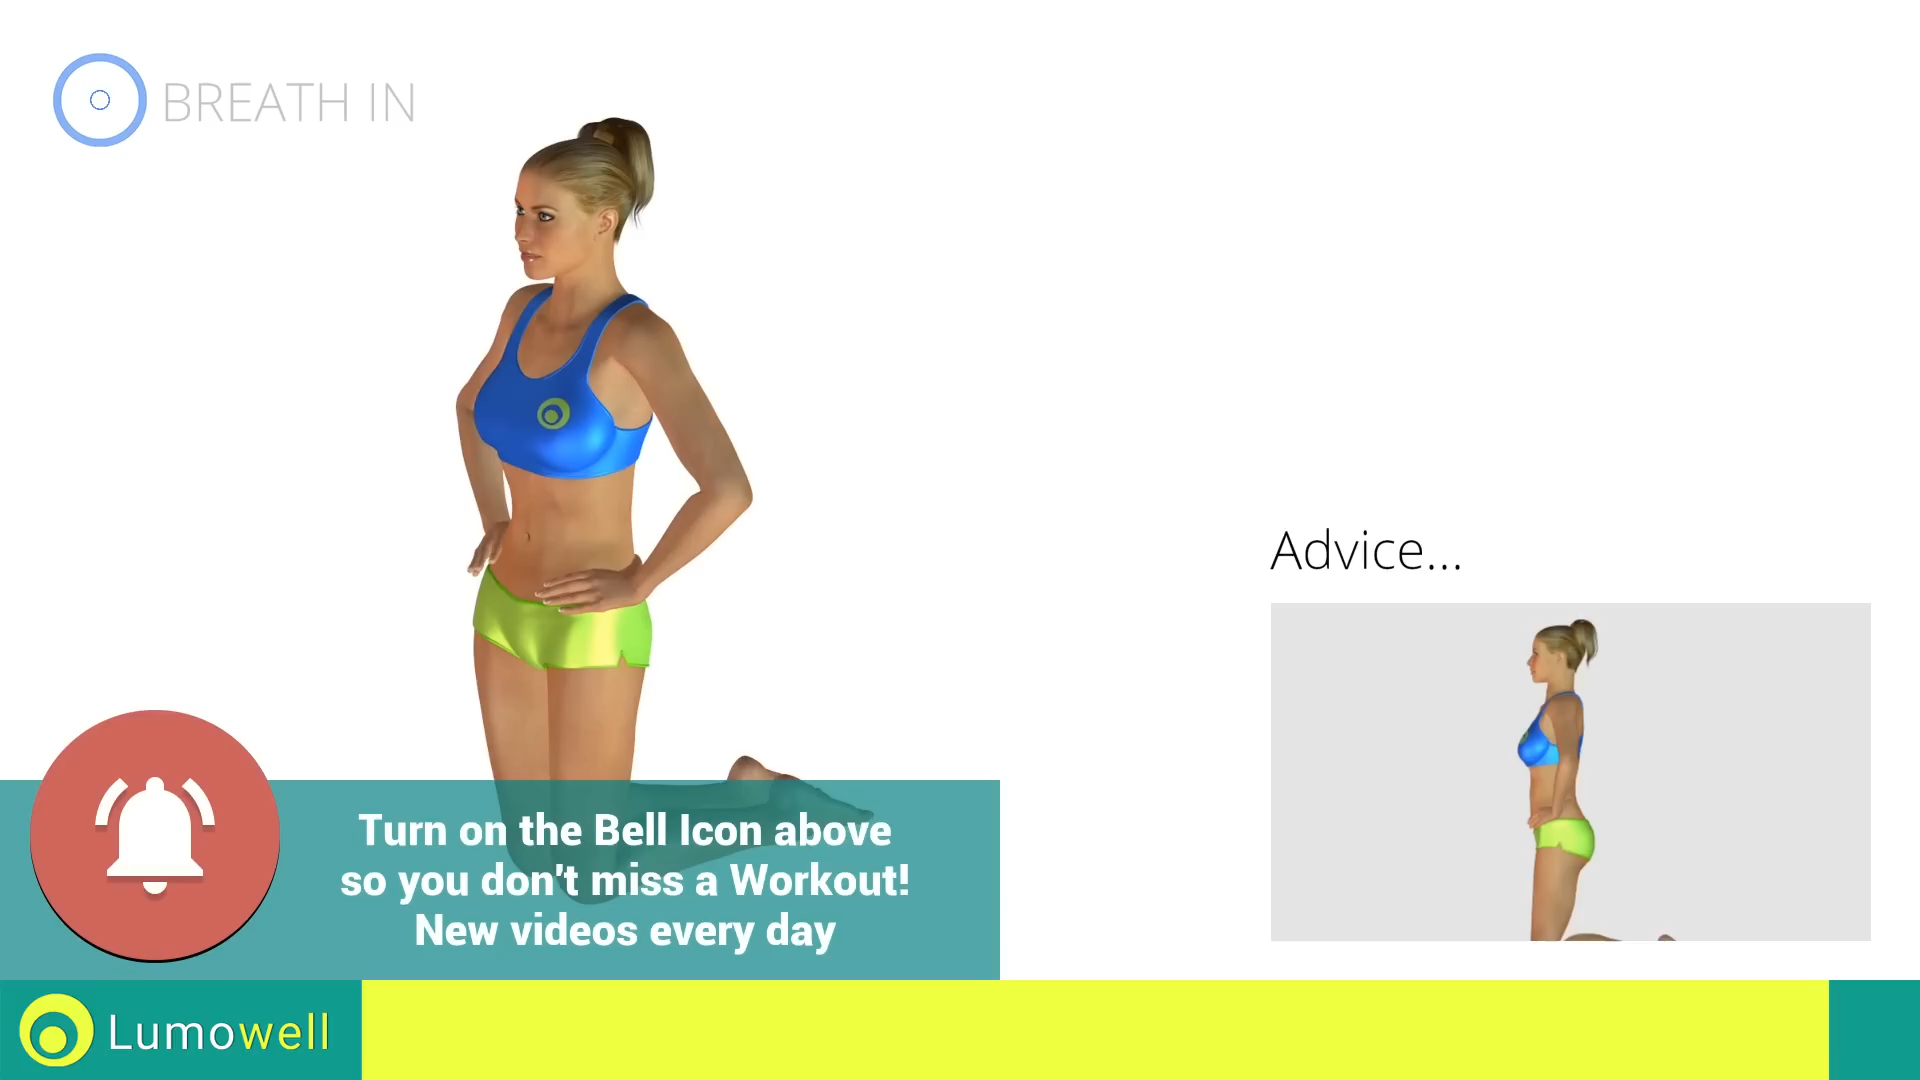 BREATH IN
Advice...
Turn on the Bell Icon above
so you don't miss a Workout!
New videos every day
Lumowell